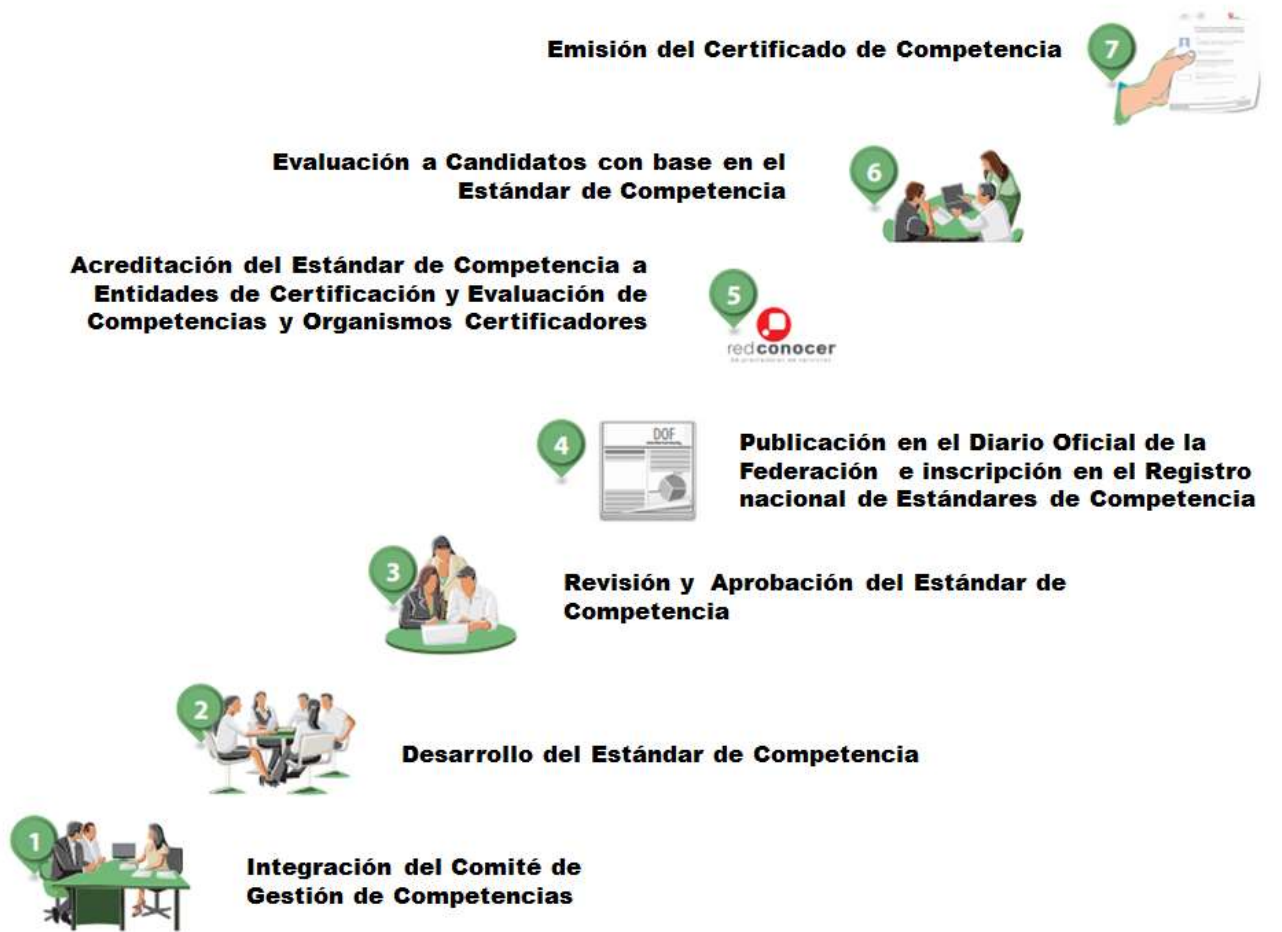 Emisión del Certificado de Competencia
7
Evaluación a Candidatos con base en el
Estándar de Competencia
6
Acreditación del Estándar de Competencia a
Entidades de Certificación y Evaluación de
Competencias y Organismos Certificadores
5
redconocer
4
DOF
Publicación en el Diario Oficial de la
Federación e inscripción en el Registro
nacional de Estándares de Competencia
3
Revisión y Aprobación del Estándar de
Competencia
2
Desarrollo del Estándar de Competencia
1
Integración del Comité de
Gestión de Competencias